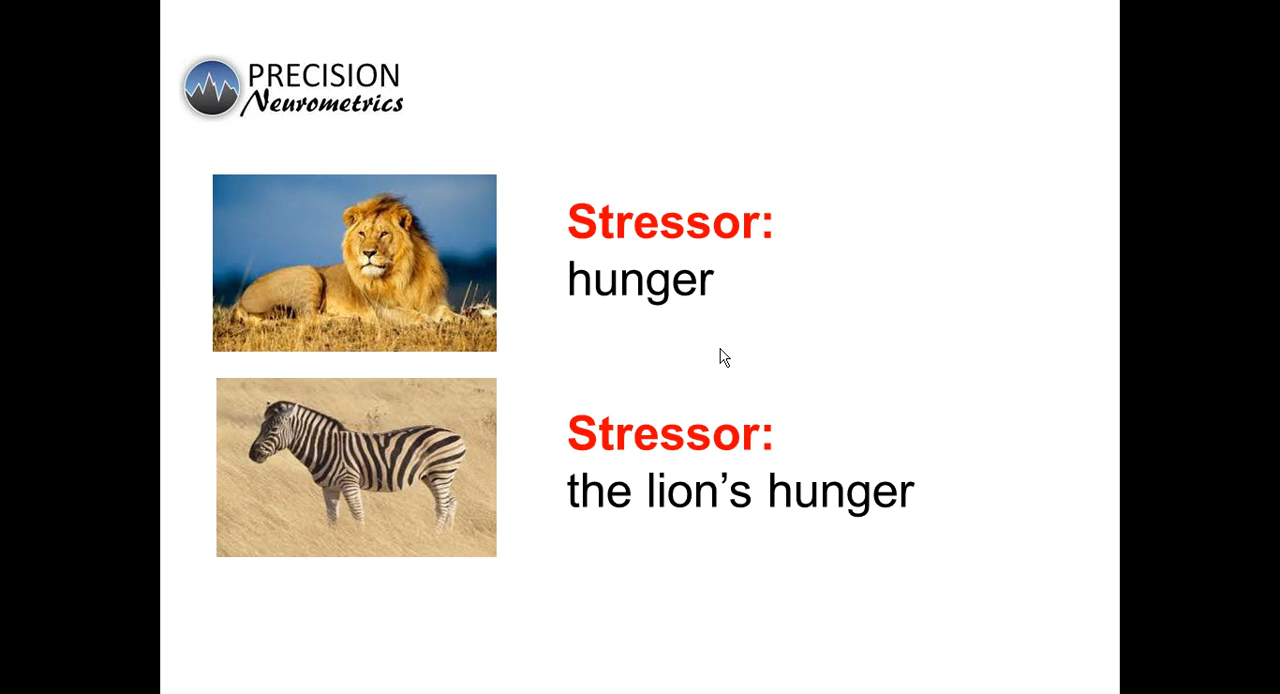 PRECISION
Neurometrics
Stressor:
hunger
Stressor:
the lion’s hunger